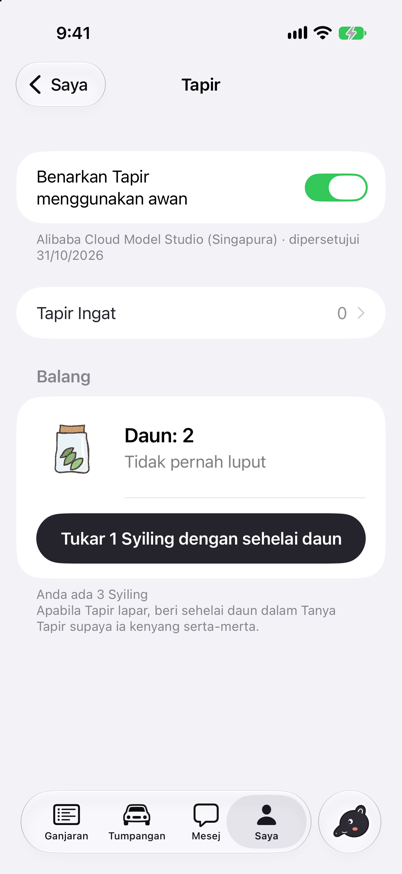 9:41
Saya
Tapir
Benarkan Tapir
menggunakan awan
Alibaba Cloud Model Studio (Singapura) · dipersetujui
31/10/2026
Tapir Ingat
0
Balang
Daun: 2
Tidak pernah luput
Tukar 1 Syiling dengan sehelai daun
Anda ada 3 Syiling
Apabila Tapir lapar, beri sehelai daun dalam Tanya
Tapir supaya ia kenyang serta-merta.
Ganjaran
Tumpangan
Mesej
Saya